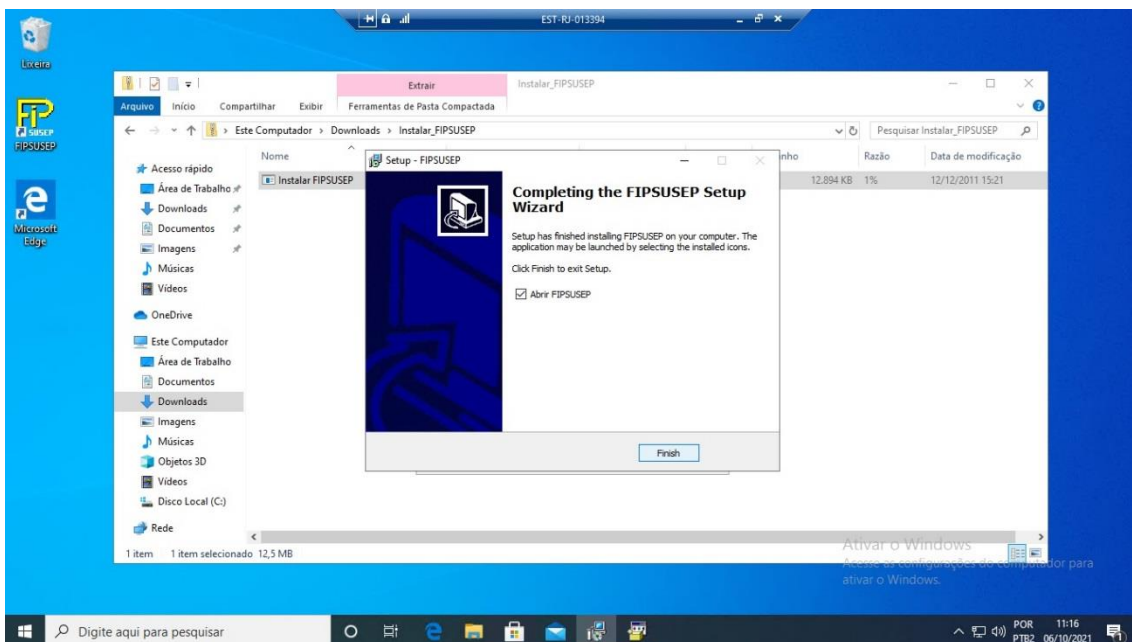 EST-RJ-013394
Lixeira
FIP
SUSEP
FIPSUSEP
Microsoft
Edge
Extrair
Instalar_FIPSUSEP
Arquivo Início Compartilhar Exibir Ferramentas de Pasta Compactada
Este Computador › Downloads › Instalar_FIPSUSEP
Pesquisar Instalar_FIPSUSEP
Nome
Razão
Data de modificação
Instalar FIPSUSEP
12.894 KB 1% 12/12/2011 15:21
Acesso rápido
Área de Trabalho
Downloads
Documentos
Imagens
Músicas
Vídeos
OneDrive
Este Computador
Área de Trabalho
Documentos
Downloads
Imagens
Músicas
Objetos 3D
Vídeos
Disco Local (C:)
Rede
Setup - FIPSUSEP
Completing the FIPSUSEP Setup
Wizard
Setup has finished installing FIPSUSEP on your computer. The
application may be launched by selecting the installed icons.
Click Finish to exit Setup.
Abrir FIPSUSEP
Finish
1 item 1 item selecionado 12,5 MB
Ativar o Windows
Acesse as configurações do computador para
ativar o Windows.
Digite aqui para pesquisar
POR 11:16
PTB2 06/10/2021